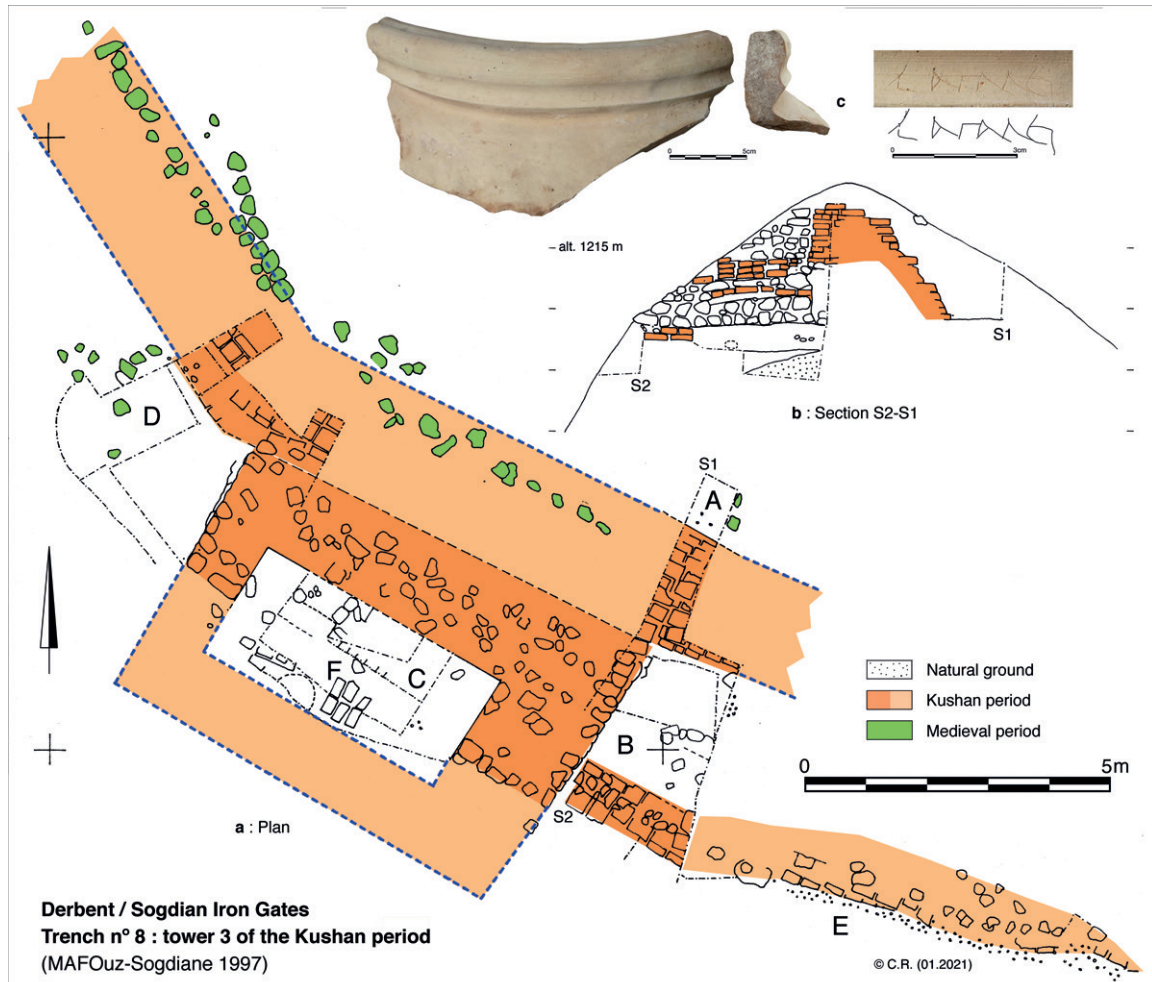 0
5cm
c
0
3cm
alt. 1215 m
S2
S1
b : Section S2-S1
D
S1
A
F
C
B
S2
E
a : Plan
Natural ground
Kushan period
Medieval period
0
5m
Derbent / Sogdian Iron Gates
Trench n° 8 : tower 3 of the Kushan period
(MAFOuz-Sogdiane 1997)
© C.R. (01.2021)